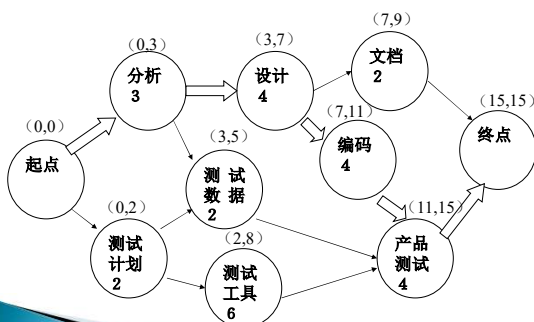 (0,3)
(3,7)
(7,9)
分析
3
设计
4
文档
2
(0,0)
(3,5)
(7,11)
(15,15)
起点
编码
4
终点
测 试
数 据
2
(0,2)
(2,8)
(11,15)
测试
计划
2
测试
工具
6
产品
测试
4